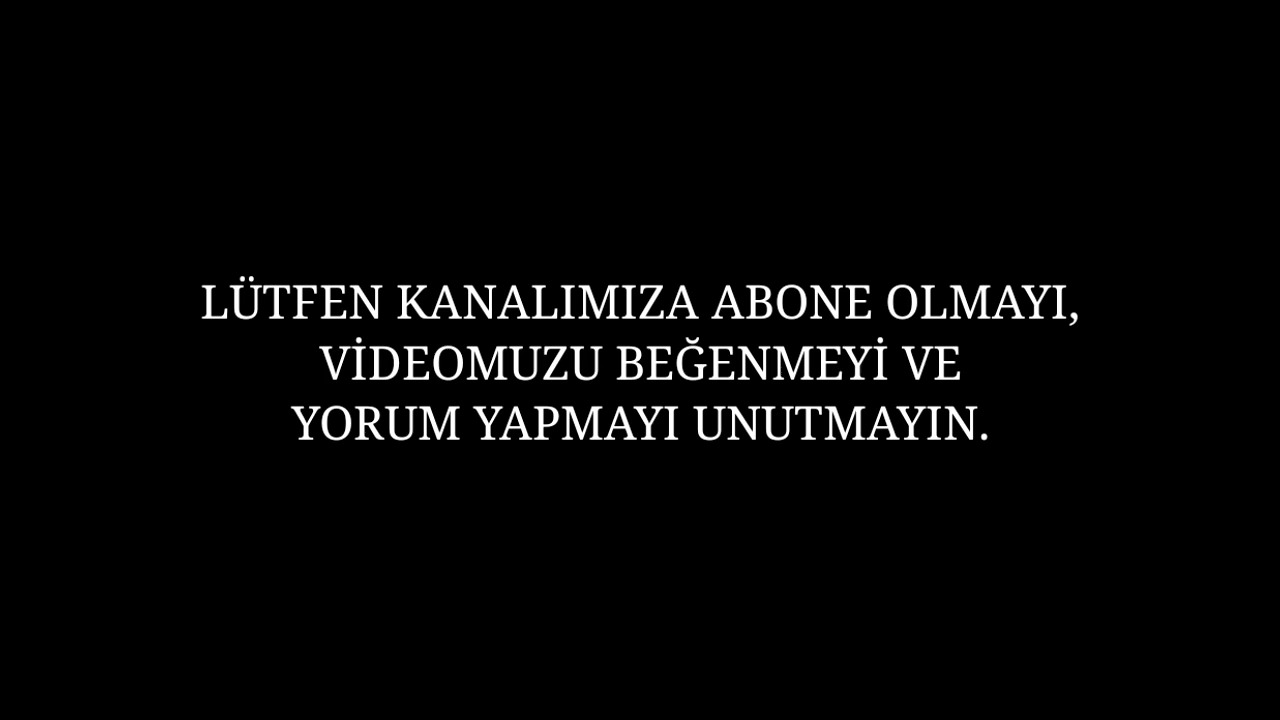 LÜTFEN KANALIMIZA ABONE OLMAYI,
VİDEOMUZU BEĞENMEYİ VE
YORUM YAPMAYI UNUTMAYIN.